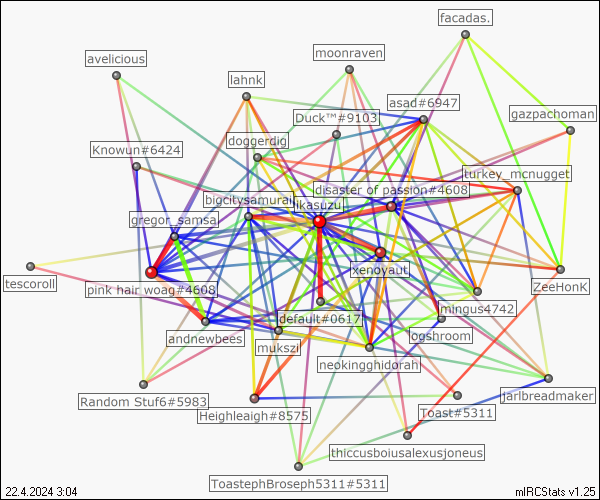 facadas.
moonraven
avelicious
lahnk
asad#6947
Duck™#9103
gazpachoman
doggerdig
Knowun#6424
turkey_mcnugget
disaster of passion#4608
bigcitysamurai
likasuzu
gregor_samsa
xenoyaut
tescoroll
pink hair woag#4608
ZeeHonK
mingus4742
default#0617
andnewbees
ogshroom
mukszi
neokingghidorah
jarlbreadmaker
Random Stuf6#5983
Heighleaigh#8575
Toast#5311
thiccusboiusalexusjoneus
ToastephBroseph5311#5311
22.4.2024 3:04
mIRCStats v1.25